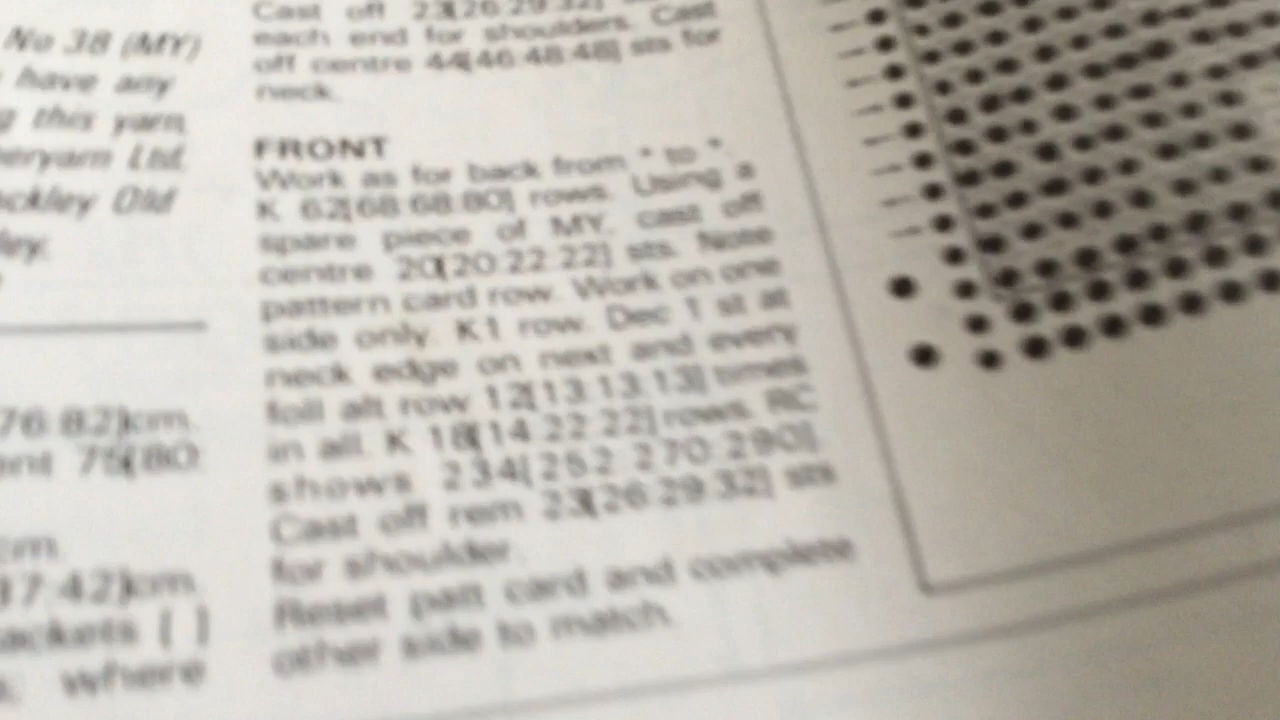 No 38 (MY)
have any
this yarn,
Ltd,
Old
76:82]cm.
75[80:
cm.
37:42]cm.
[ ]
where
Cast off 23[26:29:32]
each end for shoulders. Cast
off centre 44[46:48:48] sts for
neck.
FRONT
Work as for back from * to *.
K 62[68:68:80] rows. Using a
spare piece of MY, cast off
centre 20[20:22:22] sts. Note
pattern card row. Work on one
side only. K1 row. Dec 1 st at
neck edge on next and every
foll alt row 12[13:13:13] times
in all. K 18[14:22:22] rows. RC
shows 234[252:270:290].
Cast off rem 23[26:29:32] sts
for shoulder.
Reset patt card and complete
other side to match.